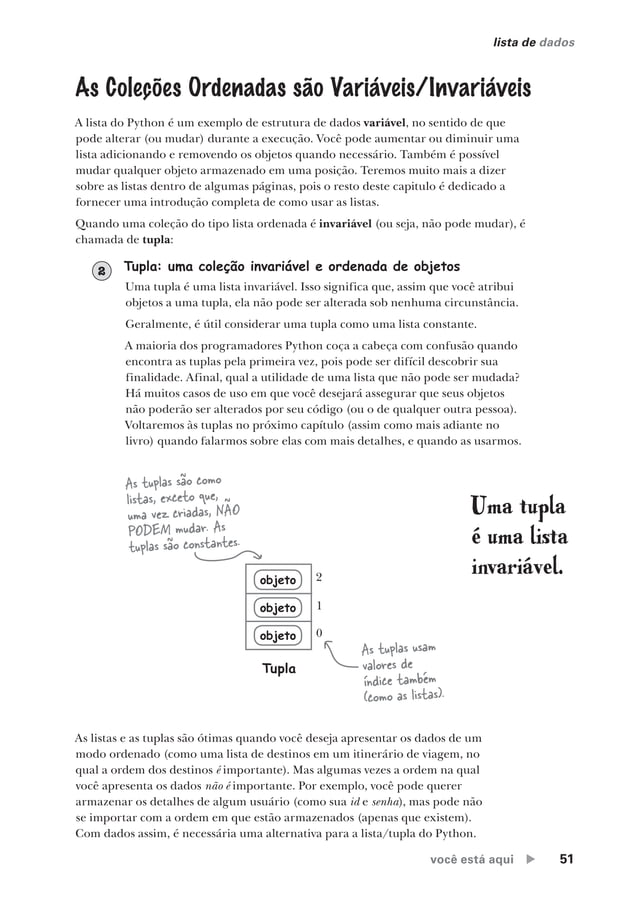 lista de dados
As Coleções Ordenadas são Variáveis/Invariáveis
A lista do Python é um exemplo de estrutura de dados variável, no sentido de que
pode alterar (ou mudar) durante a execução. Você pode aumentar ou diminuir uma
lista adicionando e removendo os objetos quando necessário. Também é possível
mudar qualquer objeto armazenado em uma posição. Teremos muito mais a dizer
sobre as listas dentro de algumas páginas, pois o resto deste capítulo é dedicado a
fornecer uma introdução completa de como usar as listas.
Quando uma coleção do tipo lista ordenada é invariável (ou seja, não pode mudar), é
chamada de tupla:
2 Tupla: uma coleção invariável e ordenada de objetos
Uma tupla é uma lista invariável. Isso significa que, assim que você atribui
objetos a uma tupla, ela não pode ser alterada sob nenhuma circunstância.
Geralmente, é útil considerar uma tupla como uma lista constante.
A maioria dos programadores Python coça a cabeça com confusão quando
encontra as tuplas pela primeira vez, pois pode ser difícil descobrir sua
finalidade. Afinal, qual a utilidade de uma lista que não pode ser mudada?
Há muitos casos de uso em que você desejará assegurar que seus objetos
não poderão ser alterados por seu código (ou o de qualquer outra pessoa).
Voltaremos às tuplas no próximo capítulo (assim como mais adiante no
livro) quando falarmos sobre elas com mais detalhes, e quando as usarmos.
As tuplas são como
listas, exceto que,
uma vez criadas, NÃO
PODEM mudar. As
tuplas são constantes.
Uma tupla
é uma lista
invariável.
objeto 2
objeto 1
objeto 0
Tupla
As tuplas usam
valores de
índice também
(como as listas).
As listas e as tuplas são ótimas quando você deseja apresentar os dados de um
modo ordenado (como uma lista de destinos em um itinerário de viagem, no
qual a ordem dos destinos é importante). Mas algumas vezes a ordem na qual
você apresenta os dados não é importante. Por exemplo, você pode querer
armazenar os detalhes de algum usuário (como sua id e senha), mas pode não
se importar com a ordem em que estão armazenados (apenas que existem).
Com dados assim, é necessária uma alternativa para a lista/tupla do Python.
você está aqui ▶ 51